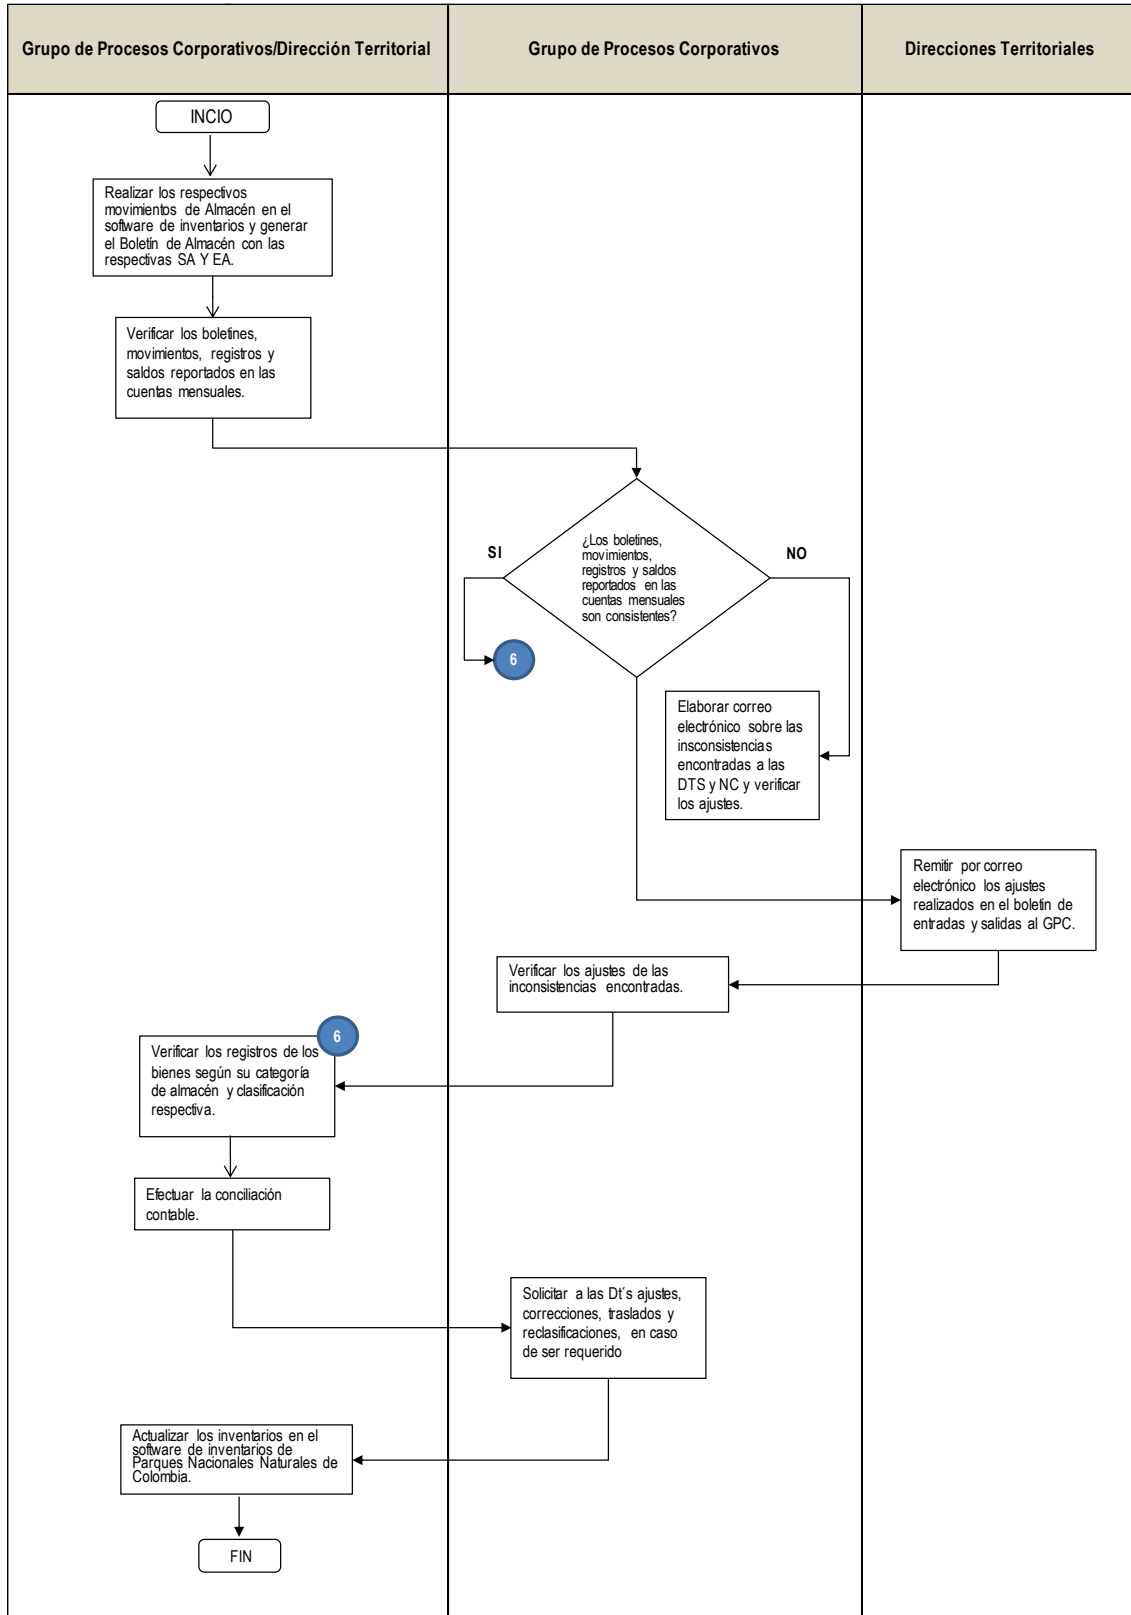 Grupo de Procesos Corporativos/Dirección Territorial
Grupo de Procesos Corporativos
Direcciones Territoriales
INCIO
Realizar los respectivos
movimientos de Almacén en el
software de inventarios y generar
el Boletín de Almacén con las
respectivas SA Y EA.
Verificar los boletines,
movimientos, registros y
saldos reportados en las
cuentas mensuales.
¿Los boletines,
movimientos,
registros y saldos
reportados en las
cuentas mensuales
son consistentes?
SI
NO
6
Elaborar correo
electrónico sobre las
insconsistencias
encontradas a las
DTS y NC y verificar
los ajustes.
Remitir por correo
electrónico los ajustes
realizados en el boletin de
entradas y salidas al GPC.
Verificar los ajustes de las
inconsistencias encontradas.
6
Verificar los registros de los
bienes según su categoría
de almacén y clasificación
respectiva.
Efectuar la conciliación
contable.
Solicitar a las Dt´s ajustes,
correcciones, traslados y
reclasificaciones, en caso
de ser requerido
Actualizar los inventarios en el
software de inventarios de
Parques Nacionales Naturales de
Colombia.
FIN